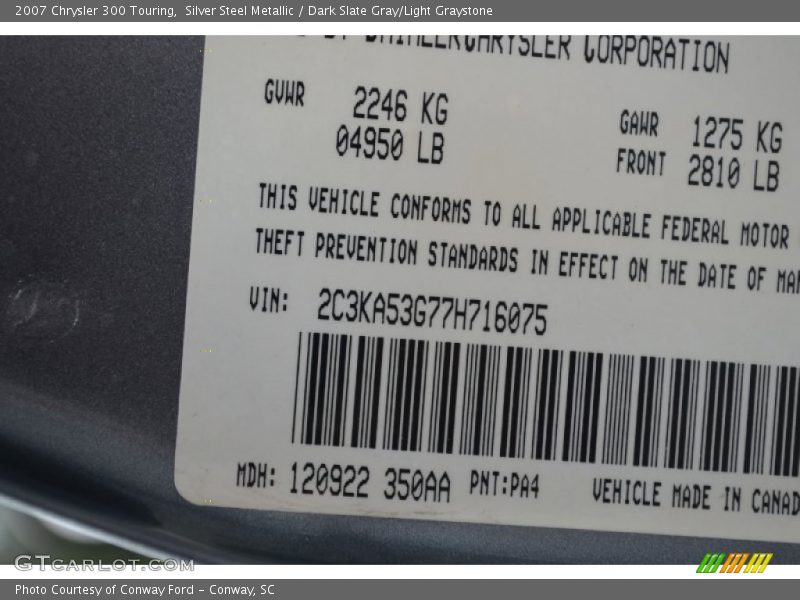 2007 Chrysler 300 Touring, Silver Steel Metallic / Dark Slate Gray/Light Graystone
DAIMLERCHRYSLER CORPORATION
GVWR 2246 KG
04950 LB
GAWR 1275 KG
FRONT 2810 LB
THIS VEHICLE CONFORMS TO ALL APPLICABLE FEDERAL MOTOR
THEFT PREVENTION STANDARDS IN EFFECT ON THE DATE OF MAN
VIN: 2C3KA53G77H716075
MDH: 120922 350AA PNT:PA4 VEHICLE MADE IN CANAD
GTCARLOT.COM
Photo Courtesy of Conway Ford - Conway, SC